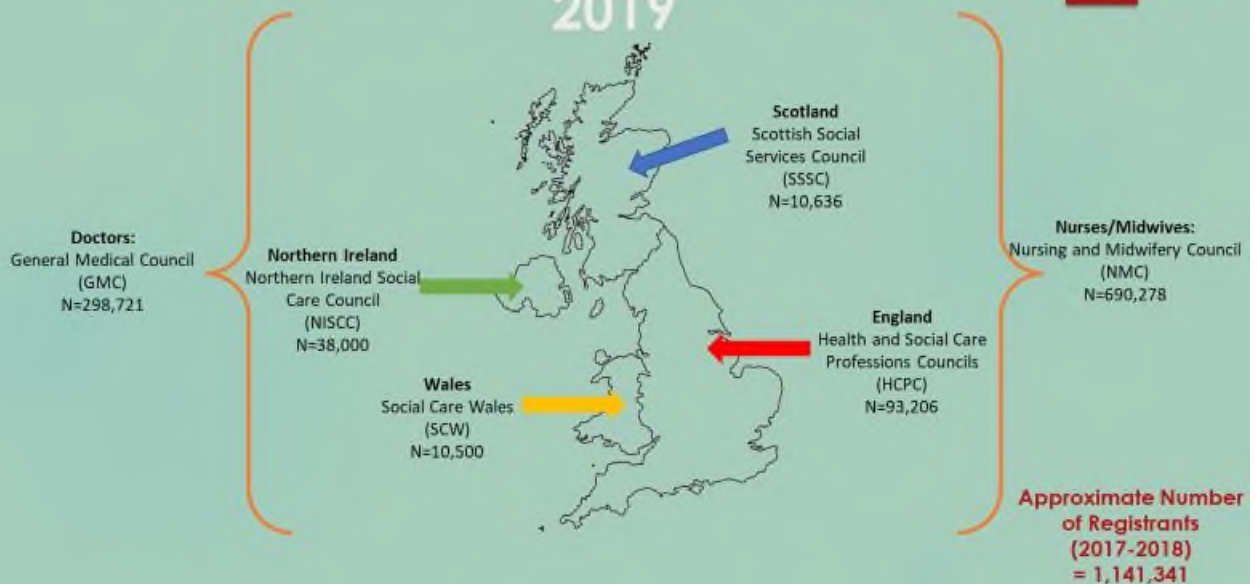 2019
Scotland
Scottish Social
Services Council
(SSSC)
N=10,636
Doctors:
General Medical Council
(GMC)
N=298,721
Northern Ireland
Northern Ireland Social
Care Council
(NISCC)
N=38,000
Nurses/Midwives:
Nursing and Midwifery Council
(NMC)
N=690,278
England
Health and Social Care
Professions Councils
(HCPC)
N=93,206
Wales
Social Care Wales
(SCW)
N=10,500
Approximate Number
of Registrants
(2017-2018)
= 1,141,341